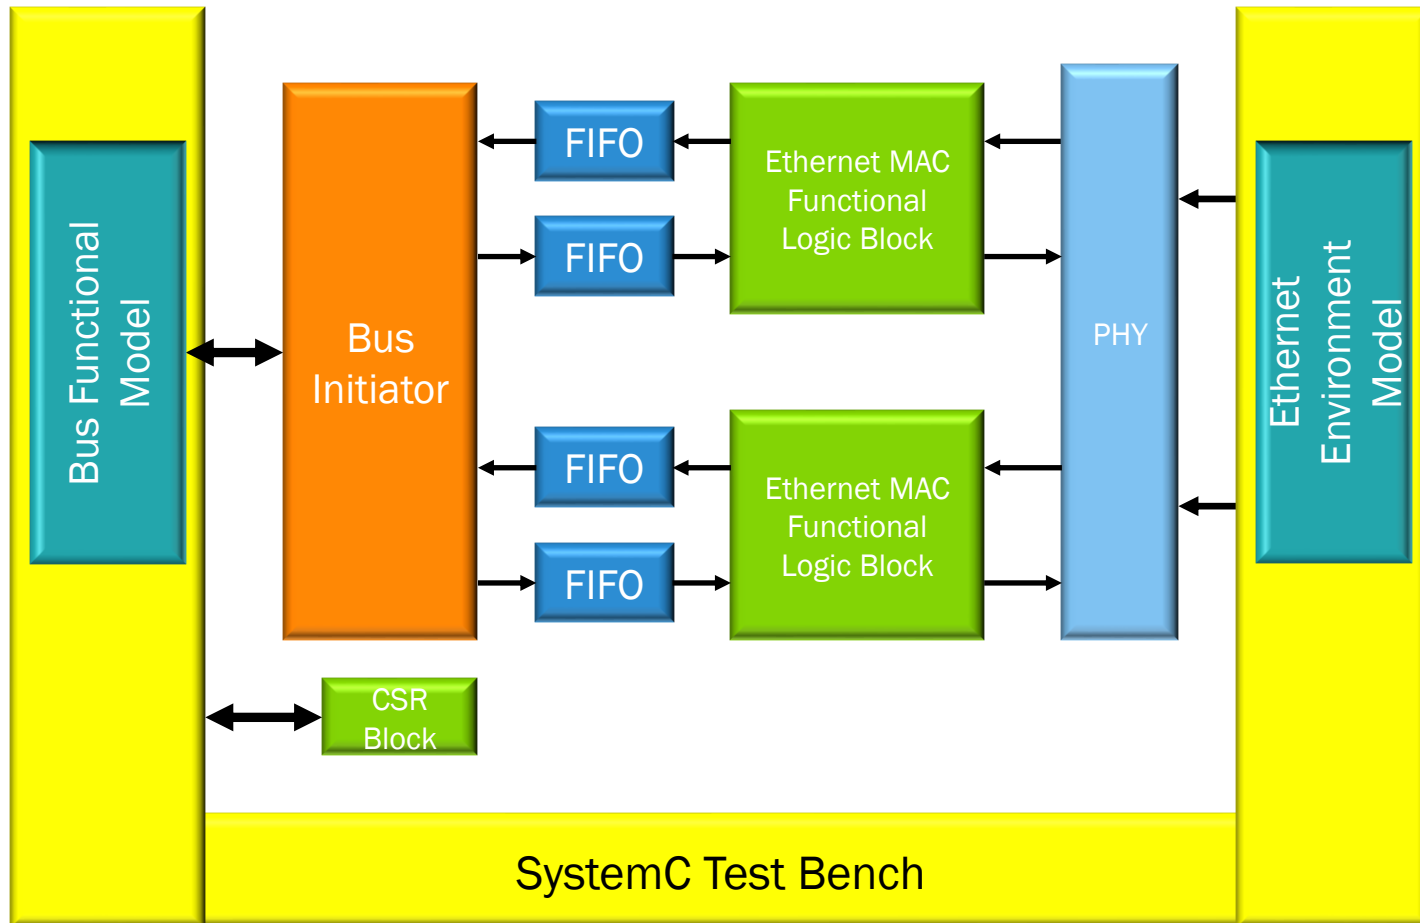 Bus Functional
Model
Bus
Initiator
FIFO
FIFO
FIFO
FIFO
Ethernet MAC
Functional
Logic Block
Ethernet MAC
Functional
Logic Block
PHY
Ethernet
Environment
Model
CSR
Block
SystemC Test Bench